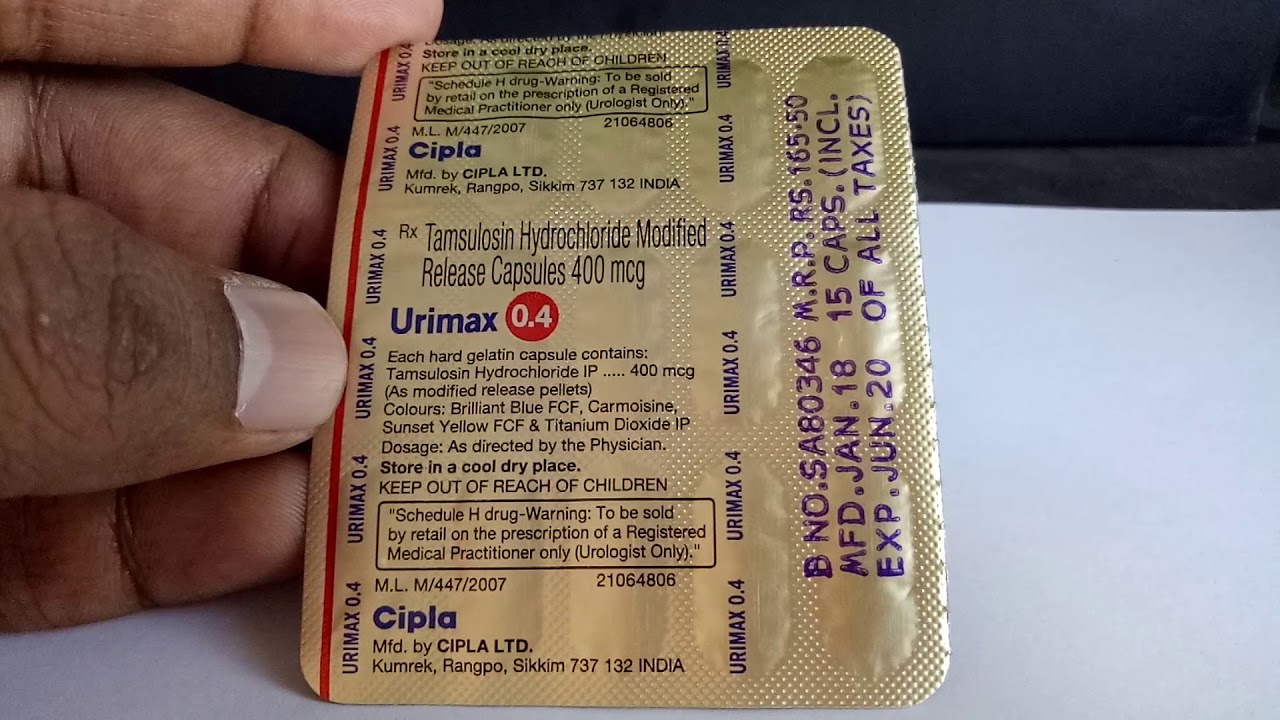 Store in a cool dry place.
KEEP OUT OF REACH OF CHILDREN
"Schedule H drug-Warning: To be sold
by retail on the prescription of a Registered
Medical Practitioner only (Urologist Only)."
M.L. M/447/2007 21064806
Cipla
Mfd. by CIPLA LTD.
Kumrek, Rangpo, Sikkim 737 132 INDIA
Rx Tamsulosin Hydrochloride Modified
Release Capsules 400 mcg
Urimax 0.4
Each hard gelatin capsule contains:
Tamsulosin Hydrochloride IP ..... 400 mcg
(As modified release pellets)
Colours: Brilliant Blue FCF, Carmoisine,
Sunset Yellow FCF & Titanium Dioxide IP
Dosage: As directed by the Physician.
Store in a cool dry place.
KEEP OUT OF REACH OF CHILDREN
"Schedule H drug-Warning: To be sold
by retail on the prescription of a Registered
Medical Practitioner only (Urologist Only)."
M.L. M/447/2007 21064806
Cipla
Mfd. by CIPLA LTD.
Kumrek, Rangpo, Sikkim 737 132 INDIA
URIMAX 0.4
URIMAX 0.4
URIMAX 0.4
URIMAX 0.4
URIMAX 0.4
URIMAX 0.4
URIMAX 0.4
URIMAX 0.4
URIMAX 0.4
URIMAX 0.4
URIMAX 0.4
URIMAX 0.4
B NO.SA80346 M.R.P. RS.165.50
MFD.JAN.18 15 CAPS.(INCL.
EXP.JUN.20 OF ALL TAXES)